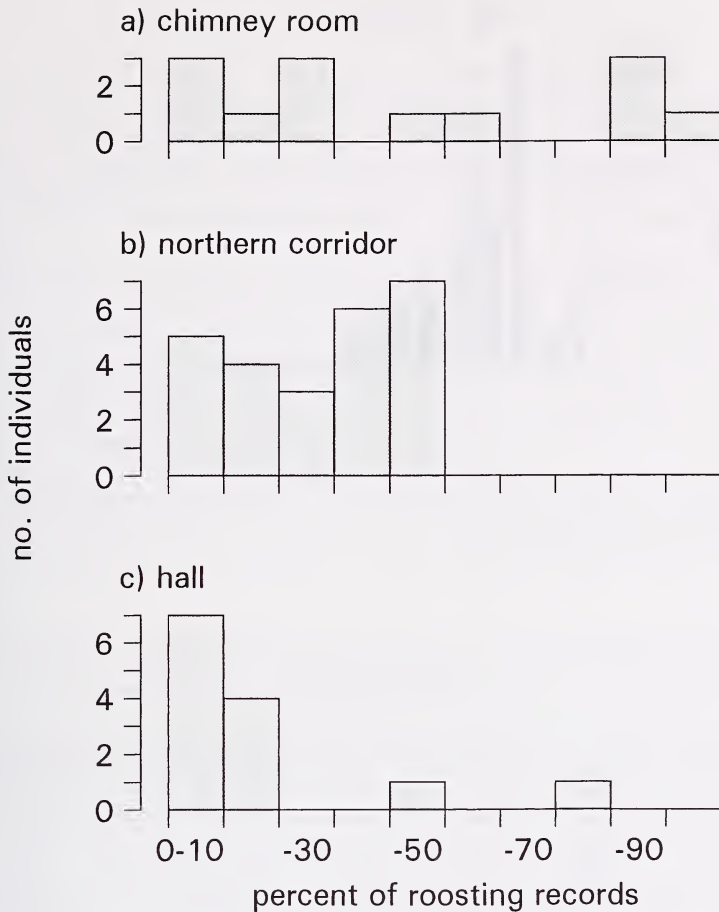 a) chimney room
2
0
b) northern corridor
6
4
2
0
no. of individuals
c) hall
6
4
2
0
0-10 -30 -50 -70 -90
percent of roosting records